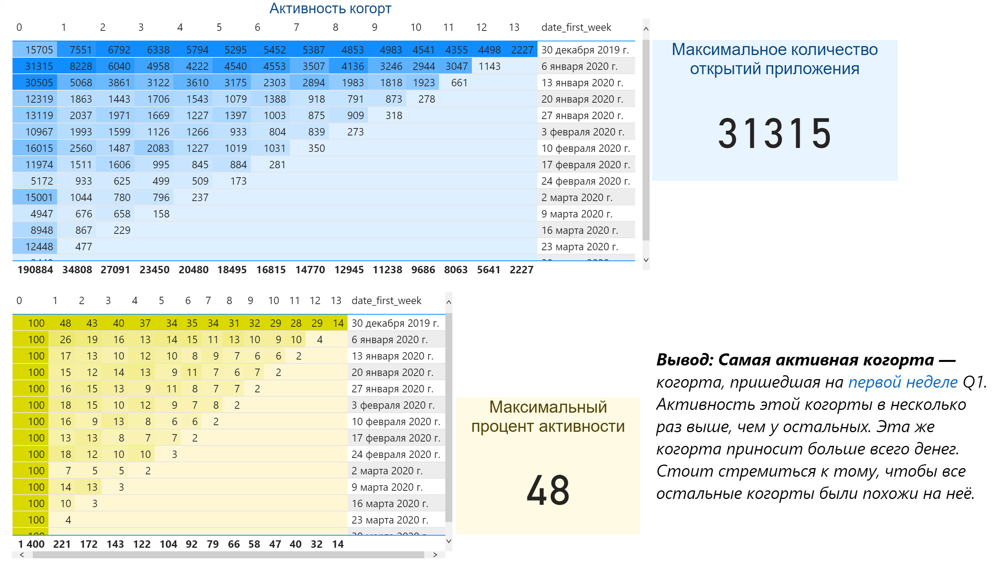 Активность когорт
0 1 2 3 4 5 6 7 8 9 10 11 12 13 date_first_week
15705 7551 6792 6338 5794 5295 5452 5387 4853 4983 4541 4355 4498 2227 30 декабря 2019 г.
31315 8228 6040 4958 4222 4540 4553 3507 4136 3246 2944 3047 1143 6 января 2020 г.
30505 5068 3861 3122 3610 3175 2303 2894 1983 1818 1923 661 13 января 2020 г.
12319 1863 1443 1706 1543 1079 1388 918 791 873 278 20 января 2020 г.
13119 2037 1971 1669 1227 1397 1003 875 909 318 27 января 2020 г.
10967 1993 1599 1126 1266 933 804 839 273 3 февраля 2020 г.
16015 2560 1487 2083 1227 1019 1031 350 10 февраля 2020 г.
11974 1511 1606 995 845 884 281 17 февраля 2020 г.
5172 933 625 499 509 173 24 февраля 2020 г.
15001 1044 780 796 237 2 марта 2020 г.
4947 676 658 158 9 марта 2020 г.
8948 867 229 16 марта 2020 г.
12448 477 23 марта 2020 г.
190884 34808 27091 23450 20480 18495 16815 14770 12945 11238 9686 8063 5641 2227
Максимальное количество
открытий приложения
31315
0 1 2 3 4 5 6 7 8 9 10 11 12 13 date_first_week
100 48 43 40 37 34 35 34 31 32 29 28 29 14 30 декабря 2019 г.
100 26 19 16 13 14 15 11 13 10 9 10 4 6 января 2020 г.
100 17 13 10 12 10 8 9 7 6 6 2 13 января 2020 г.
100 15 12 14 13 9 11 7 6 7 2 20 января 2020 г.
100 16 15 13 9 11 8 7 7 2 27 января 2020 г.
100 18 15 10 12 9 7 8 2 3 февраля 2020 г.
100 16 9 13 8 6 6 2 10 февраля 2020 г.
100 13 13 8 7 7 2 17 февраля 2020 г.
100 18 12 10 10 3 24 февраля 2020 г.
100 7 5 5 2 2 марта 2020 г.
100 14 13 3 9 марта 2020 г.
100 10 3 16 марта 2020 г.
100 4 23 марта 2020 г.
1 400 221 172 143 122 104 92 79 66 58 47 40 32 14
Максимальный
процент активности
48
Вывод: Самая активная когорта —
когорта, пришедшая на первой неделе Q1.
Активность этой когорты в несколько
раз выше, чем у остальных. Эта же
когорта приносит больше всего денег.
Стоит стремиться к тому, чтобы все
остальные когорты были похожи на неё.